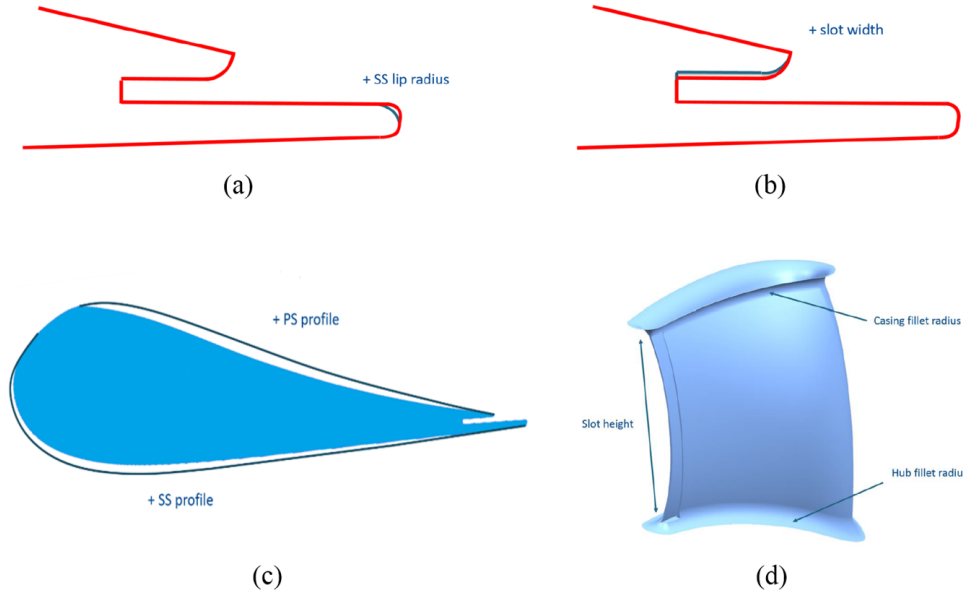 + slot width
+ SS lip radius
(a)
(b)
+ PS profile
Casing fillet radius
Slot height
Hub fillet radiu
+ SS profile
(c)
(d)